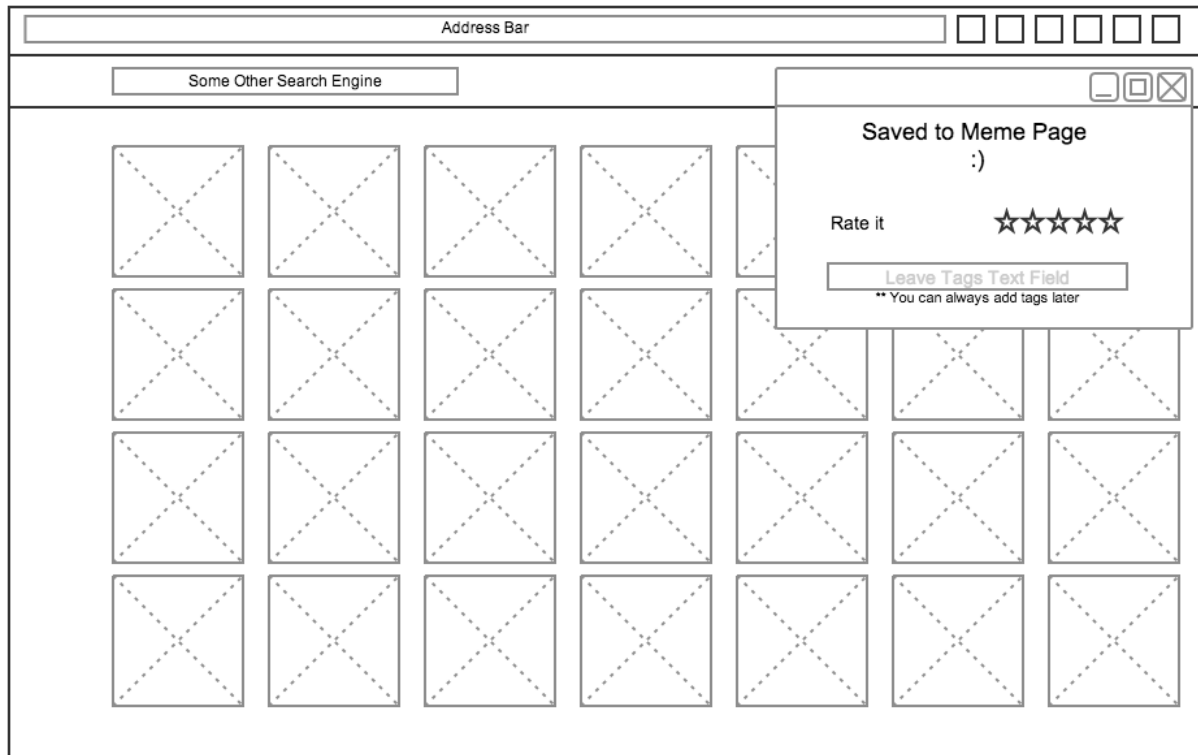 Address Bar
Some Other Search Engine
Saved to Meme Page
:)
Rate it
Leave Tags Text Field
** You can always add tags later